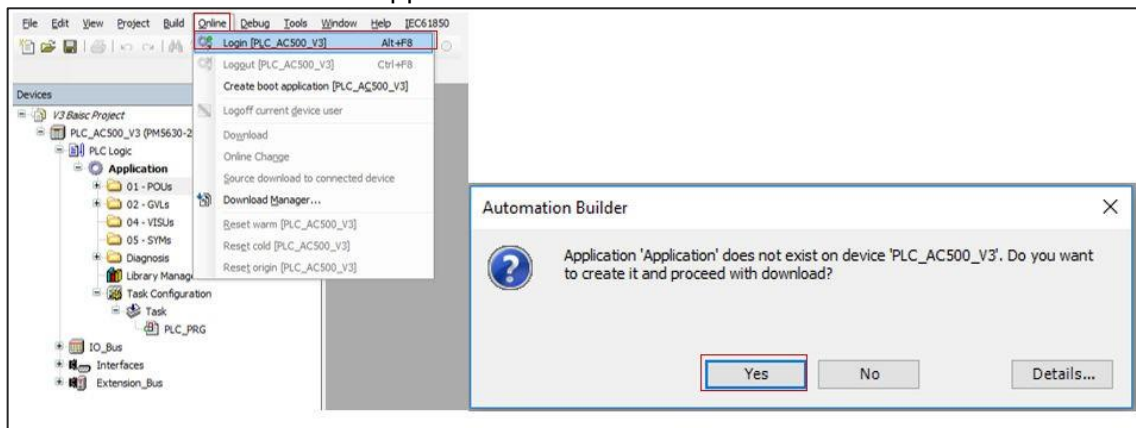 File Edit View Project Build Online Debug Tools Window Help IEC61850
Login [PLC_AC500_V3] Alt+F8
Logout [PLC_AC500_V3] Ctrl+F8
Create boot application [PLC_AC500_V3]
Logoff current device user
Download
Online Change
Source download to connected device
Download Manager...
Reset warm [PLC_AC500_V3]
Reset cold [PLC_AC500_V3]
Reset origin [PLC_AC500_V3]
Devices
V3 Baisc Project
PLC_AC500_V3 (PM5630-2
PLC Logic
Application
01 - POUs
02 - GVLs
04 - VISUs
05 - SYMs
Diagnosis
Library Manag
Task Configuration
Task
PLC_PRG
IO_Bus
Interfaces
Extension_Bus
Automation Builder
Application 'Application' does not exist on device 'PLC_AC500_V3'. Do you want
to create it and proceed with download?
Yes No Details...